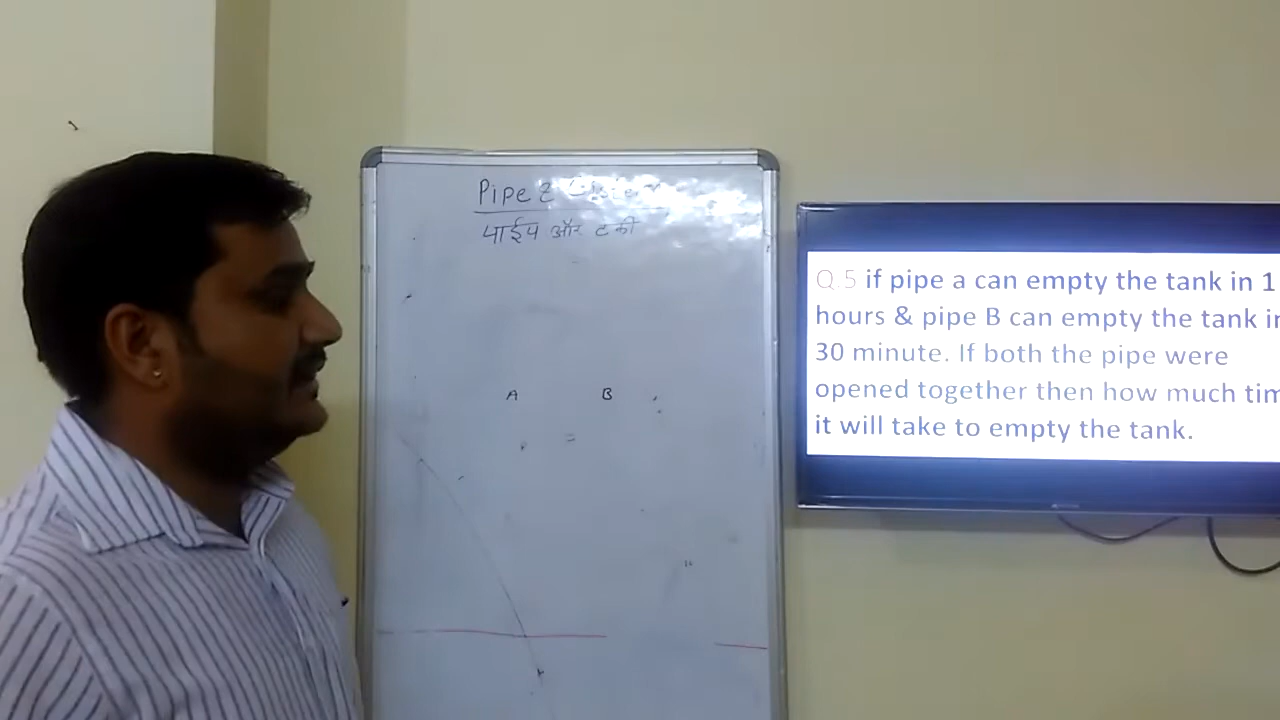 Pipe &
पाईप और टंकी
A B
Q.5 if pipe a can empty the tank in 1
hours & pipe B can empty the tank in
30 minute. If both the pipe were
opened together then how much tim
it will take to empty the tank.